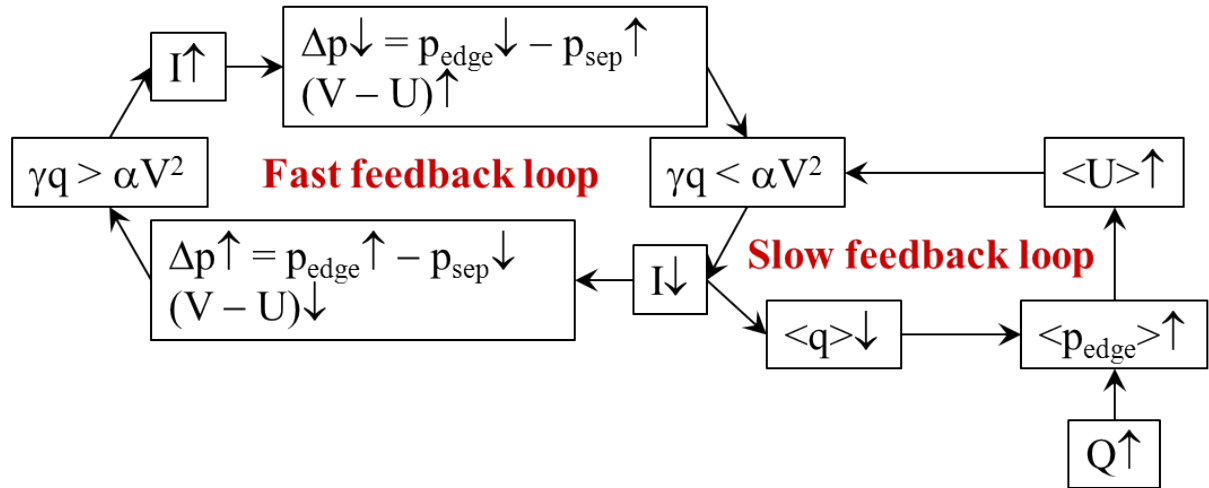 I↑
Δp↓ = p_edge↓ – p_sep↑
(V – U)↑
γq > αV²
Fast feedback loop
γq < αV²
<U>↑
Δp↑ = p_edge↑ – p_sep↓
(V – U)↓
I↓
Slow feedback loop
<q>↓
<p_edge>↑
Q↑